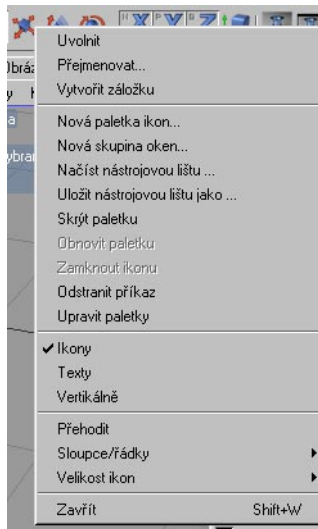 X Y Z
Uvolnit
Přejmenovat...
Vytvořit záložku
Nová paletka ikon...
Nová skupina oken...
Načíst nástrojovou lištu ...
Uložit nástrojovou lištu jako ...
Skrýt paletku
Obnovit paletku
Zamknout ikonu
Odstranit příkaz
Upravit paletky
Ikony
Texty
Vertikálně
Přehodit
Sloupce/řádky
Velikost ikon
Zavřít Shift+W